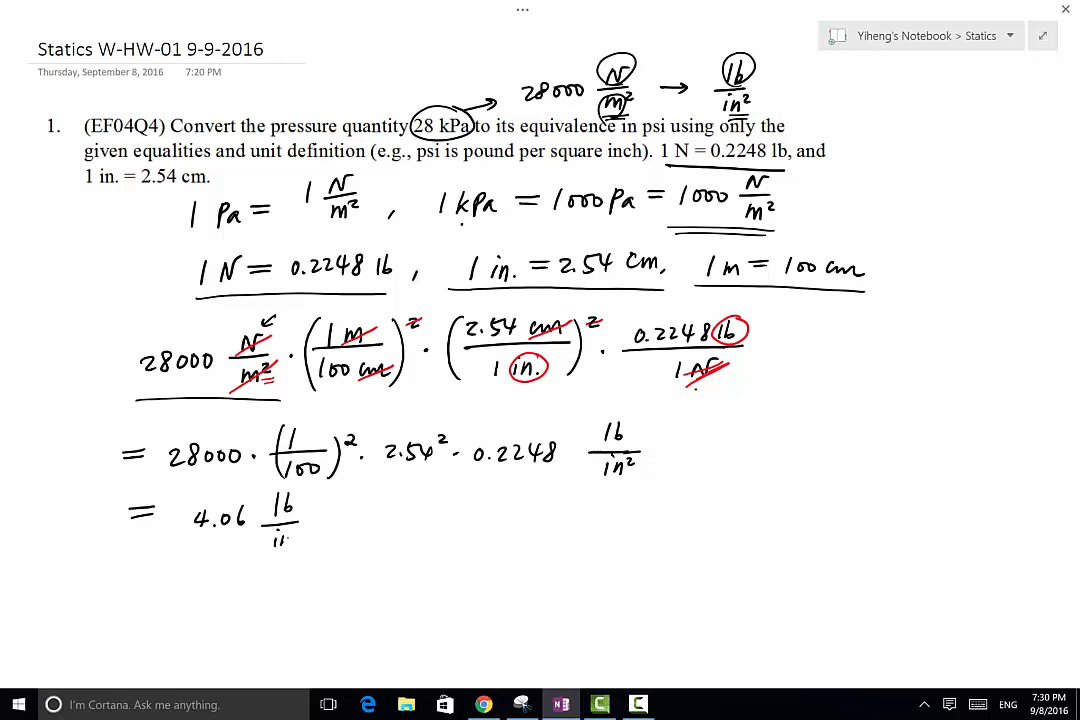 Statics W-HW-01 9-9-2016
Yiheng's Notebook > Statics
Thursday, September 8, 2016 7:20 PM
28000 N/m² → lb/in²
1. (EF04Q4) Convert the pressure quantity 28 kPa to its equivalence in psi using only the
given equalities and unit definition (e.g., psi is pound per square inch). 1 N = 0.2248 lb, and
1 in. = 2.54 cm.
1 Pa = 1 N/m², 1 kPa = 1000 Pa = 1000 N/m²
1 N = 0.2248 lb, 1 in. = 2.54 cm, 1 m = 100 cm
28000 N/m² · (1 m/100 cm)² · (2.54 cm/1 in.)² · 0.2248 lb/1 N
= 28000 · (1/100)² · 2.54² · 0.2248 lb/in²
= 4.06 lb/in
I'm Cortana. Ask me anything.
ENG
7:30 PM
9/8/2016